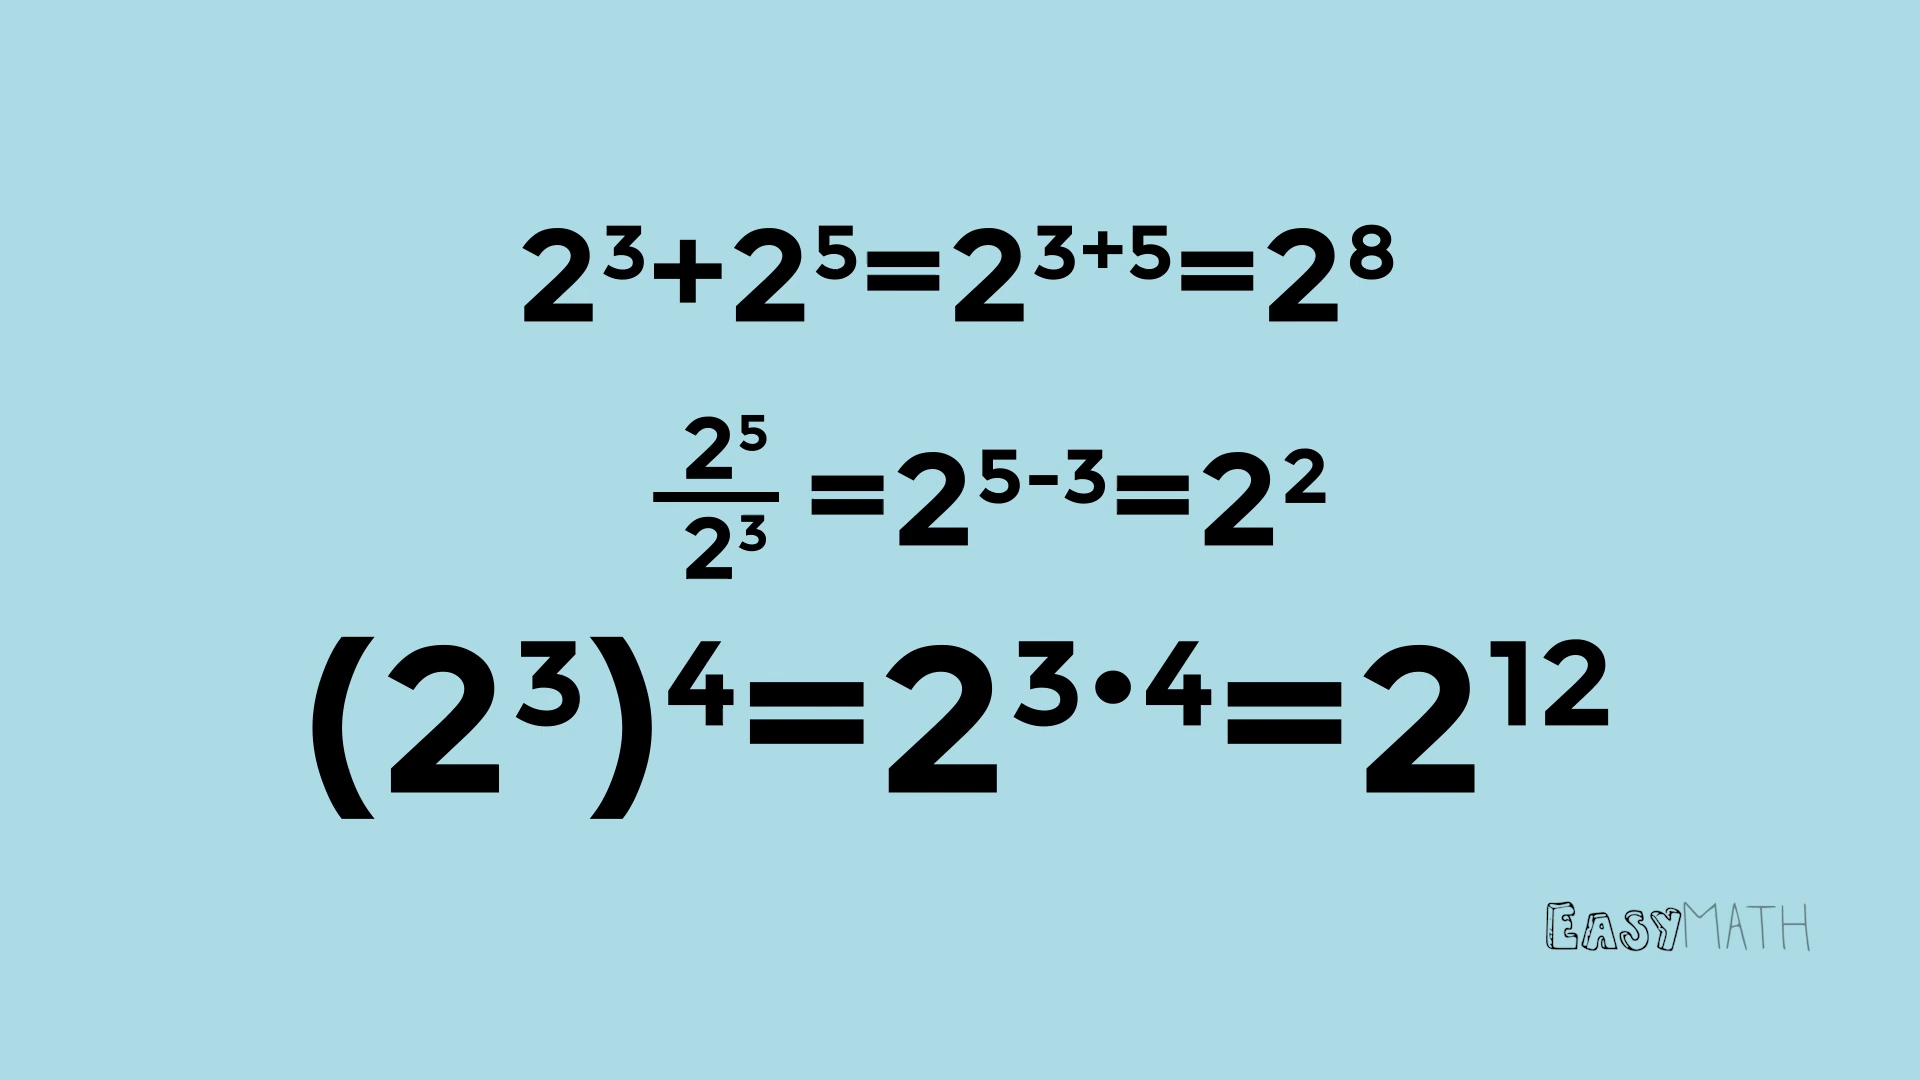 2³+2⁵=2³⁺⁵=2⁸
2⁵/2³ =2⁵⁻³=2²
(2³)⁴=2³•⁴=2¹²
EASYMATH